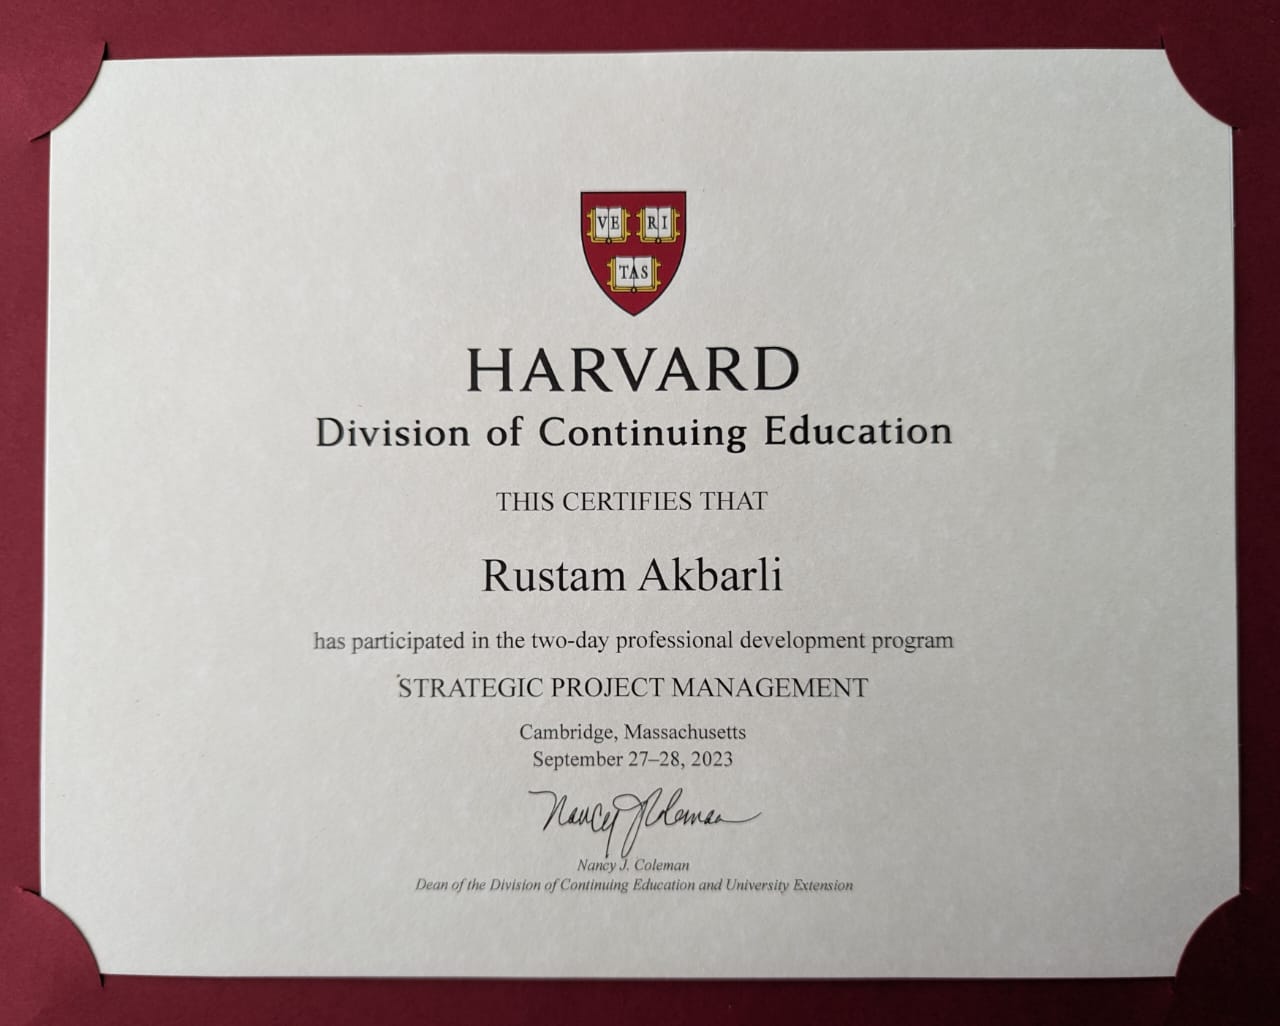 VE RI
TAS
HARVARD
Division of Continuing Education
THIS CERTIFIES THAT
Rustam Akbarli
has participated in the two-day professional development program
STRATEGIC PROJECT MANAGEMENT
Cambridge, Massachusetts
September 27–28, 2023
Nancy J Coleman
Nancy J. Coleman
Dean of the Division of Continuing Education and University Extension